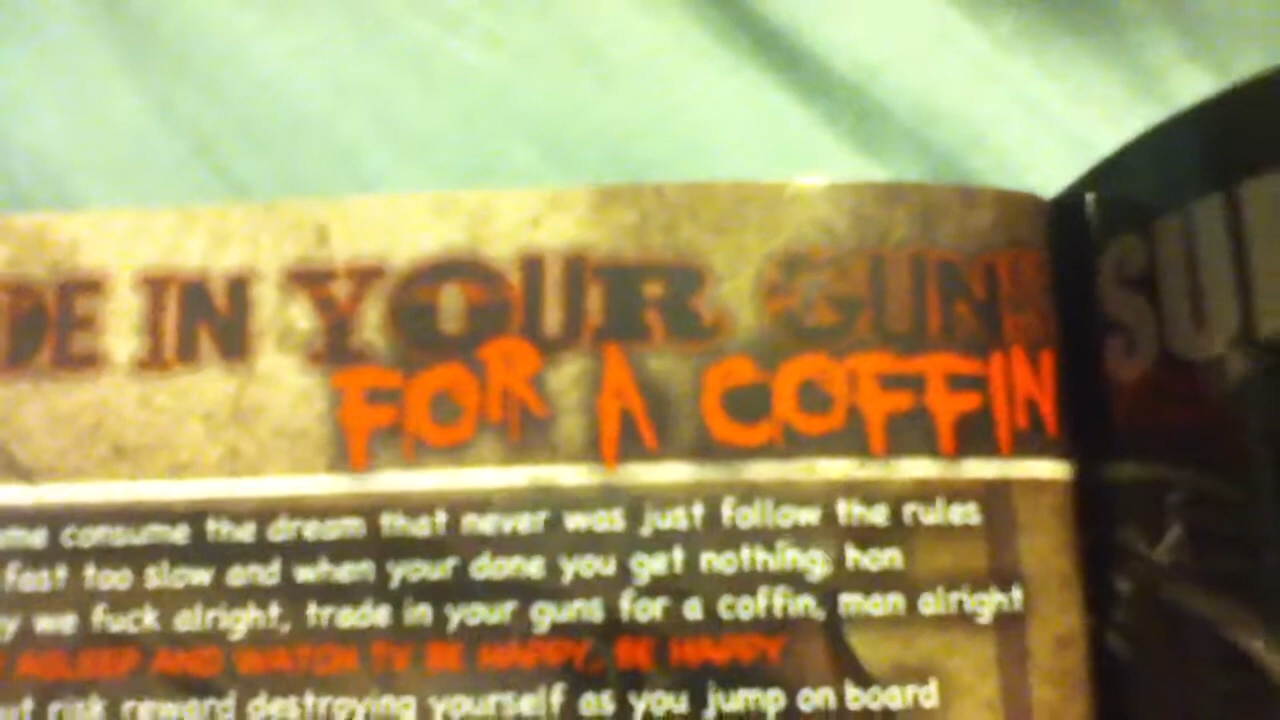 DE IN YOUR GUNS
FOR A COFFIN
SU
me consume the dream that never was just follow the rules
fast too slow and when your done you get nothing; hon
y we fuck alright, trade in your guns for a coffin, man alright
ASLEEP AND WATCH TV BE HAPPY, BE HAPPY
ut risk reward destroying yourself as you jump on board